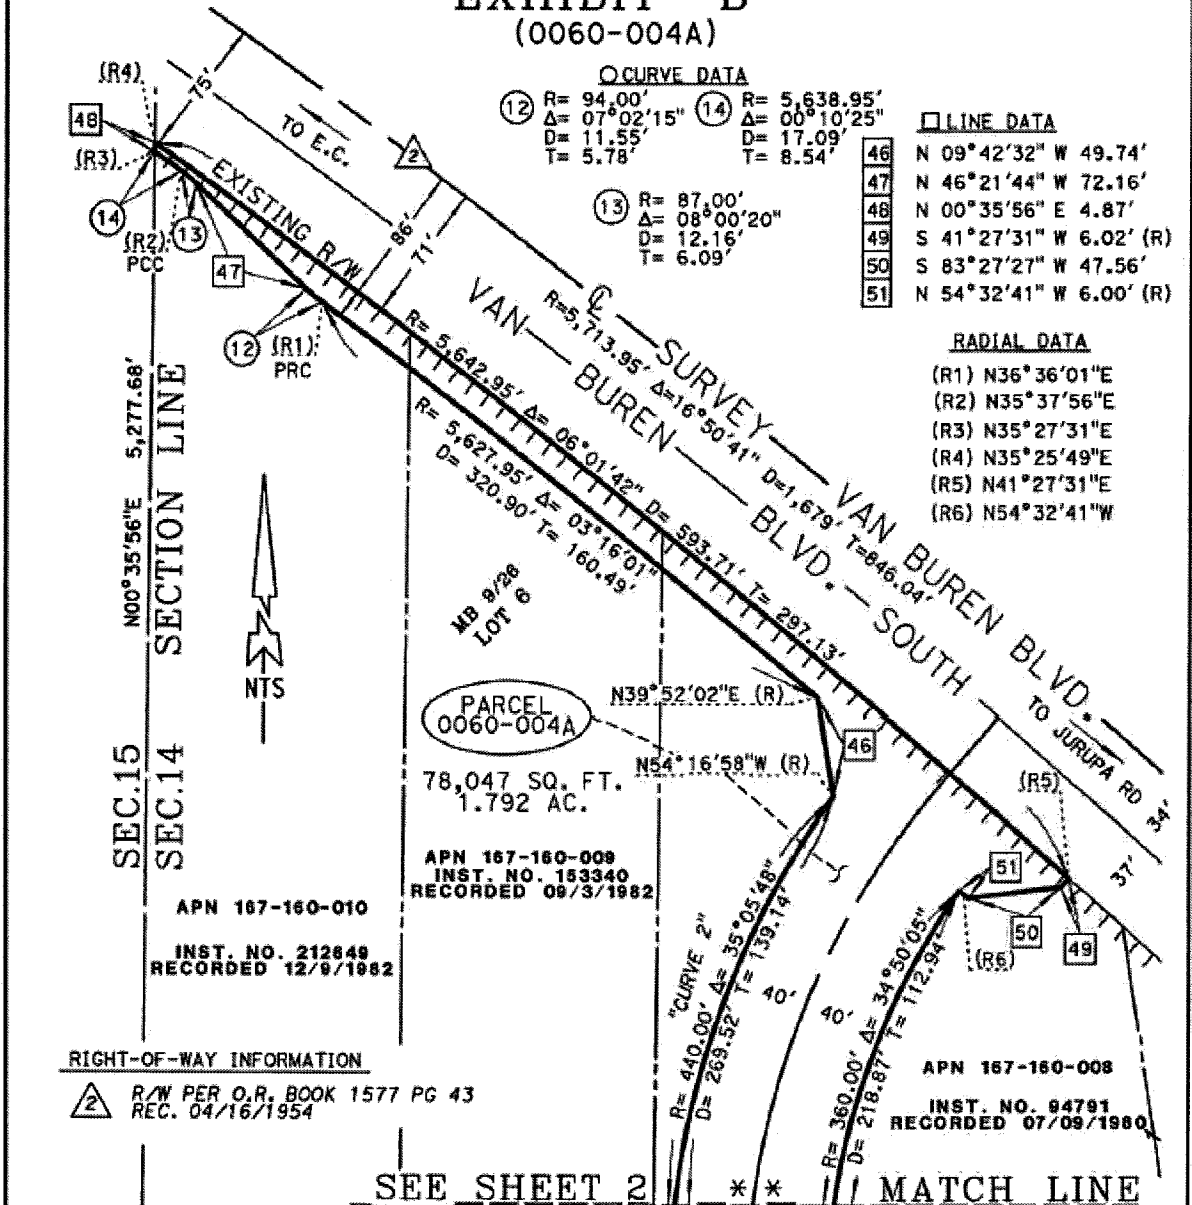 EXHIBIT "B"
(0060-004A)
CURVE DATA
12 R= 94.00'
Δ= 07°02'15"
D= 11.55'
T= 5.78'
14 R= 5,638.95'
Δ= 00°10'25"
D= 17.09'
T= 8.54'
13 R= 87.00'
Δ= 08°00'20"
D= 12.16'
T= 6.09'
LINE DATA
46 N 09°42'32" W 49.74'
47 N 46°21'44" W 72.16'
48 N 00°35'56" E 4.87'
49 S 41°27'31" W 6.02' (R)
50 S 83°27'27" W 47.56'
51 N 54°32'41" W 6.00' (R)
RADIAL DATA
(R1) N36°36'01"E
(R2) N35°37'56"E
(R3) N35°27'31"E
(R4) N35°25'49"E
(R5) N41°27'31"E
(R6) N54°32'41"W
(R4)
75'
48
(R3)
TO E.C.
2
EXISTING R/W
14
(R2)
PCC
13
47
86'
71'
12
(R1)
PRC
℄ SURVEY VAN BUREN BLVD.
R=5,713.95' Δ=16°50'41" D=1,679' T=846.04'
VAN BUREN BLVD. SOUTH
R= 5,642.95' Δ= 06°01'42" D= 593.71' T= 297.13'
R= 5,627.95' Δ= 03°16'01"
D= 320.90' T= 160.49'
N00°35'56"E 5,277.68'
SECTION LINE
SEC.15
SEC.14
NTS
MB 9/26
LOT 6
PARCEL
0060-004A
78,047 SQ. FT.
1.792 AC.
N39°52'02"E (R)
46
N54°16'58"W (R)
TO JURUPA RD
34'
37'
(R5)
51
50
49
(R6)
APN 167-160-009
INST. NO. 153340
RECORDED 09/3/1982
APN 167-160-010
INST. NO. 212649
RECORDED 12/9/1982
"CURVE 2"
R= 440.00' Δ= 35°05'48"
D= 269.52' T= 139.14'
40'
40'
R= 360.00' Δ= 34°50'05"
D= 218.87' T= 112.94'
APN 167-160-008
INST. NO. 94791
RECORDED 07/09/1980
RIGHT-OF-WAY INFORMATION
2 R/W PER O.R. BOOK 1577 PG 43
REC. 04/16/1954
SEE SHEET 2 ** MATCH LINE